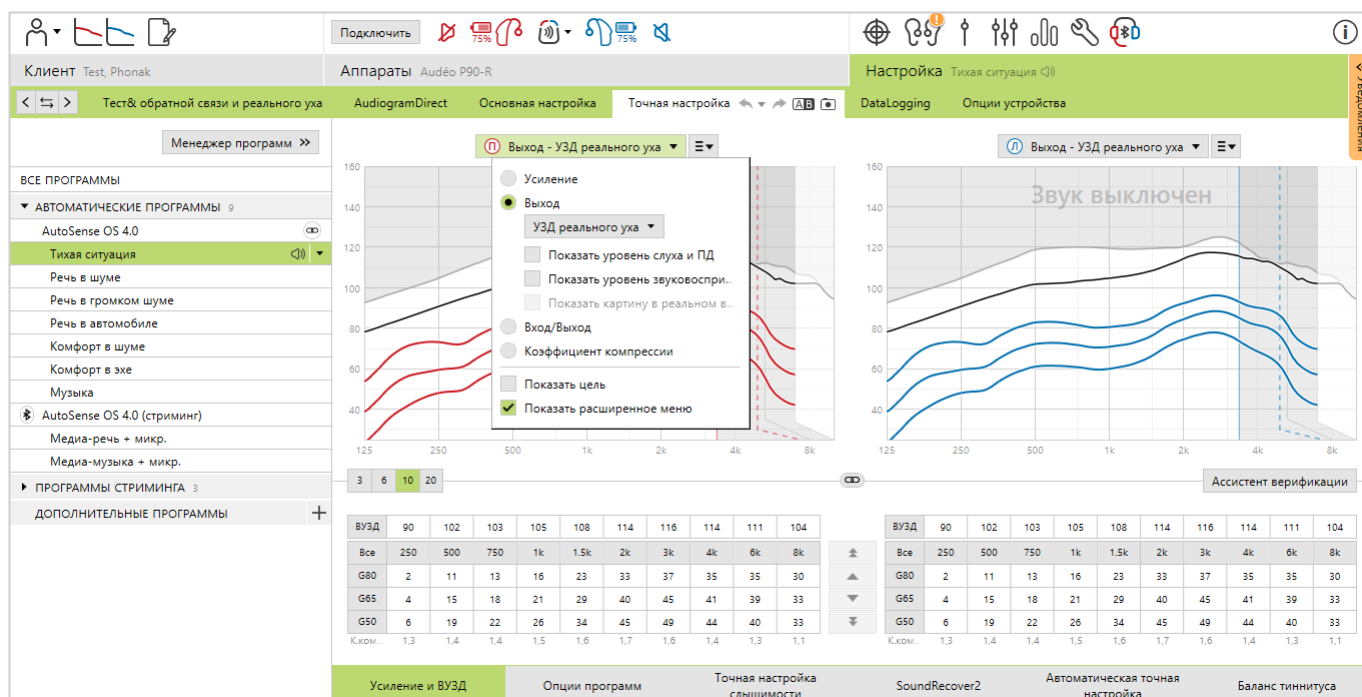 75%
Подключить
75%
i
Клиент Test, Phonak
Аппараты Audéo P90-R
Настройка Тихая ситуация
Уведомления
Тест& обратной связи и реального уха
AudiogramDirect
Основная настройка
Точная настройка
AB
DataLogging
Опции устройства
Менеджер программ
ВСЕ ПРОГРАММЫ
АВТОМАТИЧЕСКИЕ ПРОГРАММЫ 9
AutoSense OS 4.0
Тихая ситуация
Речь в шуме
Речь в громком шуме
Речь в автомобиле
Комфорт в шуме
Комфорт в эхе
Музыка
AutoSense OS 4.0 (стриминг)
Медиа-речь + микр.
Медиа-музыка + микр.
ПРОГРАММЫ СТРИМИНГА 3
ДОПОЛНИТЕЛЬНЫЕ ПРОГРАММЫ
П Выход - УЗД реального уха
Усиление
Выход
УЗД реального уха
Показать уровень слуха и ПД
Показать уровень звуковоспри..
Показать картину в реальном в..
Вход/Выход
Коэффициент компрессии
Показать цель
Показать расширенное меню
160
140
120
100
80
60
40
125 250 500 1k 2k 4k 8k
Л Выход - УЗД реального уха
Звук выключен
160
140
120
100
80
60
40
125 250 500 1k 2k 4k 8k
3 6 10 20
Ассистент верификации
ВУЗД 90 102 103 105 108 114 116 114 111 104
Все 250 500 750 1k 1.5k 2k 3k 4k 6k 8k
G80 2 11 13 16 23 33 37 35 35 30
G65 4 15 18 21 29 40 45 41 39 33
G50 6 19 22 26 34 45 49 44 40 33
К.ком... 1,3 1,4 1,4 1,5 1,6 1,7 1,6 1,4 1,3 1,1
ВУЗД 90 102 103 105 108 114 116 114 111 104
Все 250 500 750 1k 1.5k 2k 3k 4k 6k 8k
G80 2 11 13 16 23 33 37 35 35 30
G65 4 15 18 21 29 40 45 41 39 33
G50 6 19 22 26 34 45 49 44 40 33
К.ком... 1,3 1,4 1,4 1,5 1,6 1,7 1,6 1,4 1,3 1,1
Усиление и ВУЗД
Опции программ
Точная настройка
слышимости
SoundRecover2
Автоматическая точная
настройка
Баланс тиннитуса